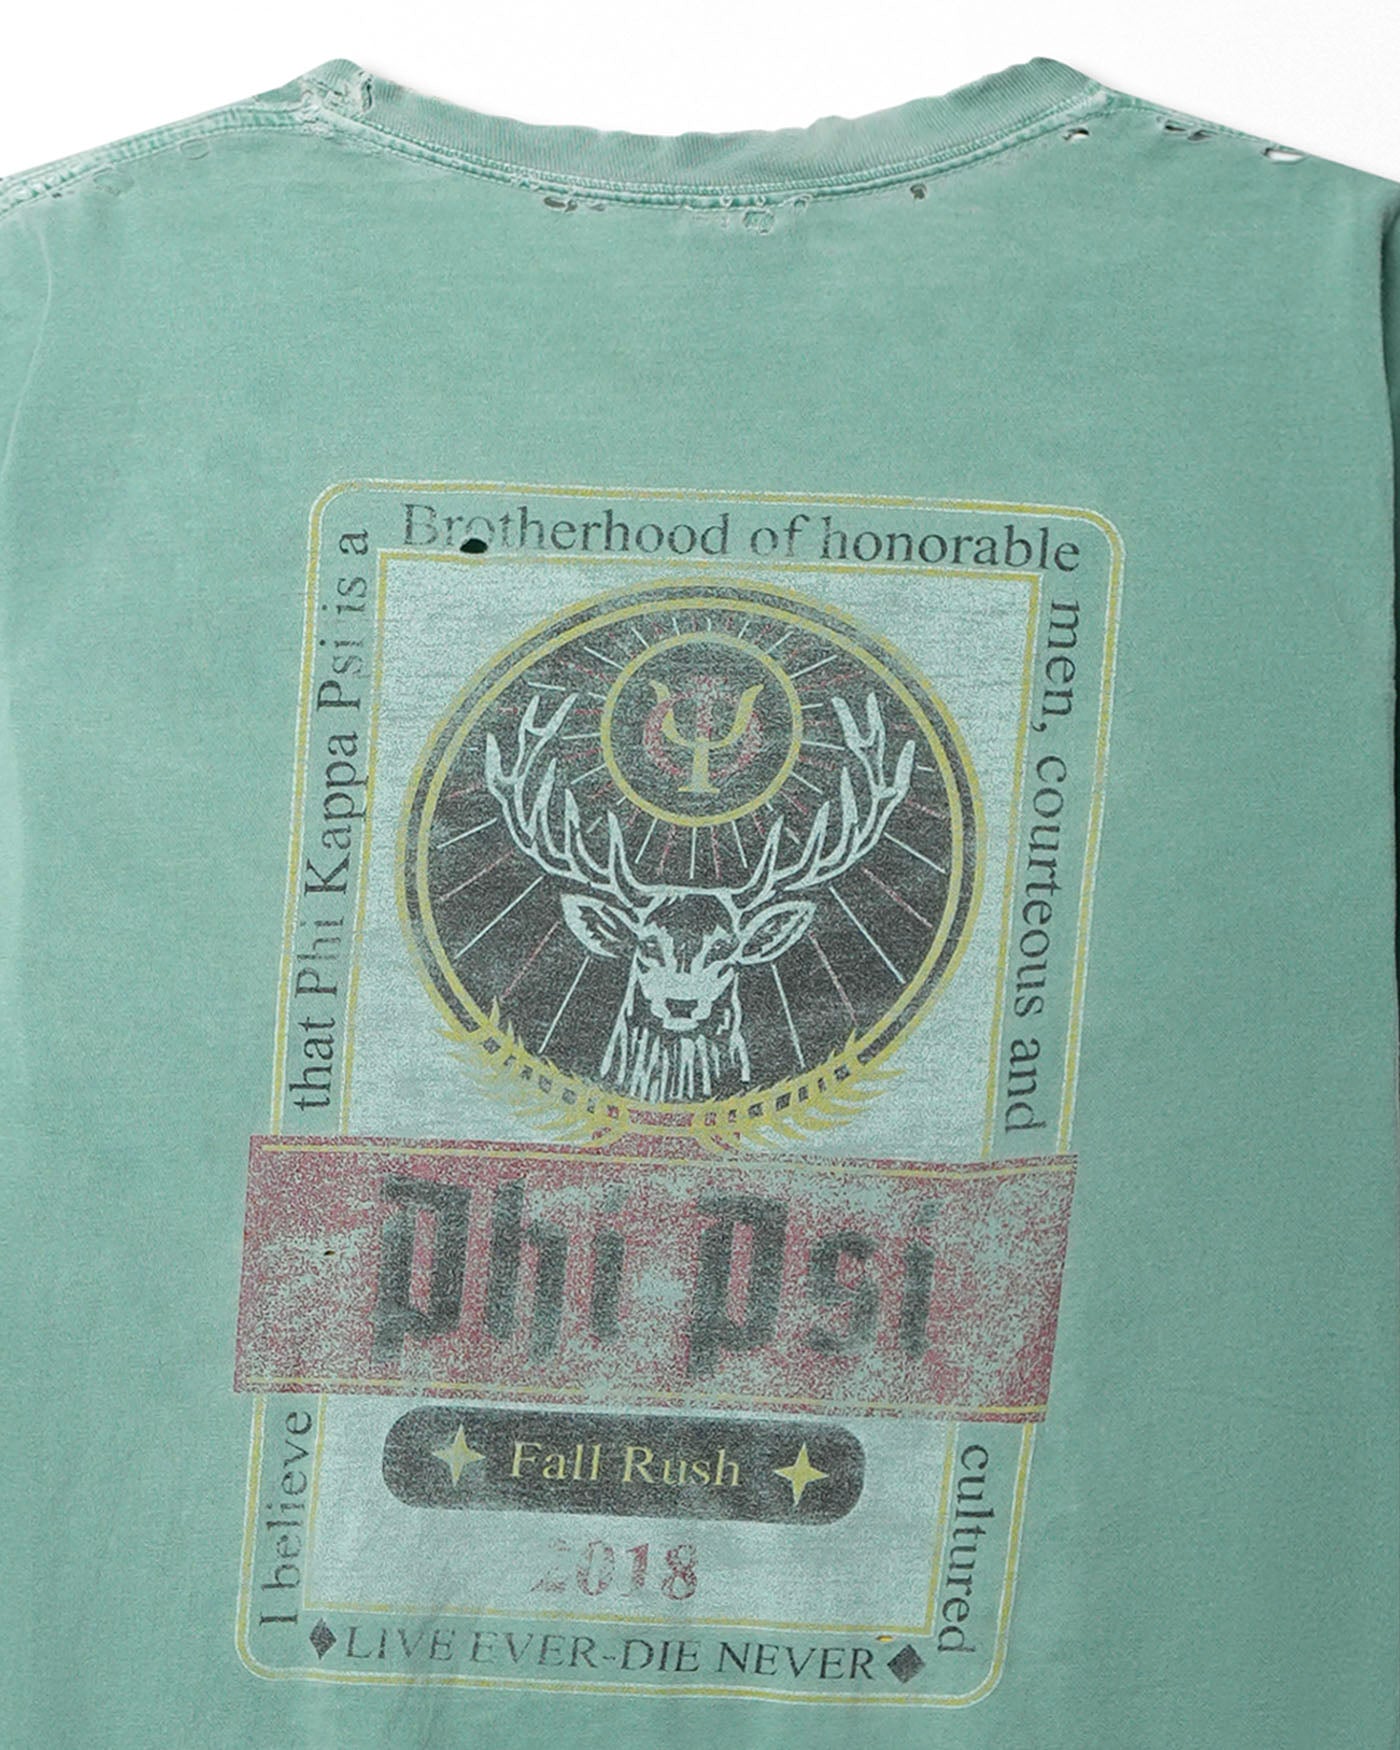 I believe that Phi Kappa Psi is a
Brotherhood of honorable
men, courteous and cultured
ΦΨ
Phi Psi
Fall Rush
2018
LIVE EVER-DIE NEVER